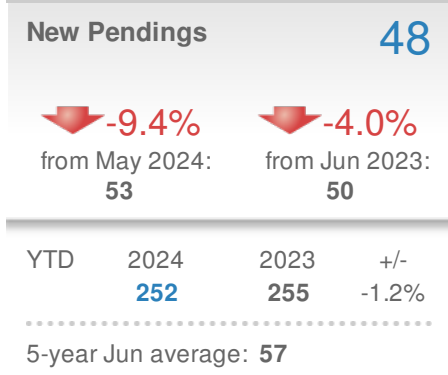 New Pendings 48
-9.4% -4.0%
from May 2024: from Jun 2023:
53 50
YTD 2024 2023 +/-
252 255 -1.2%
5-year Jun average: 57